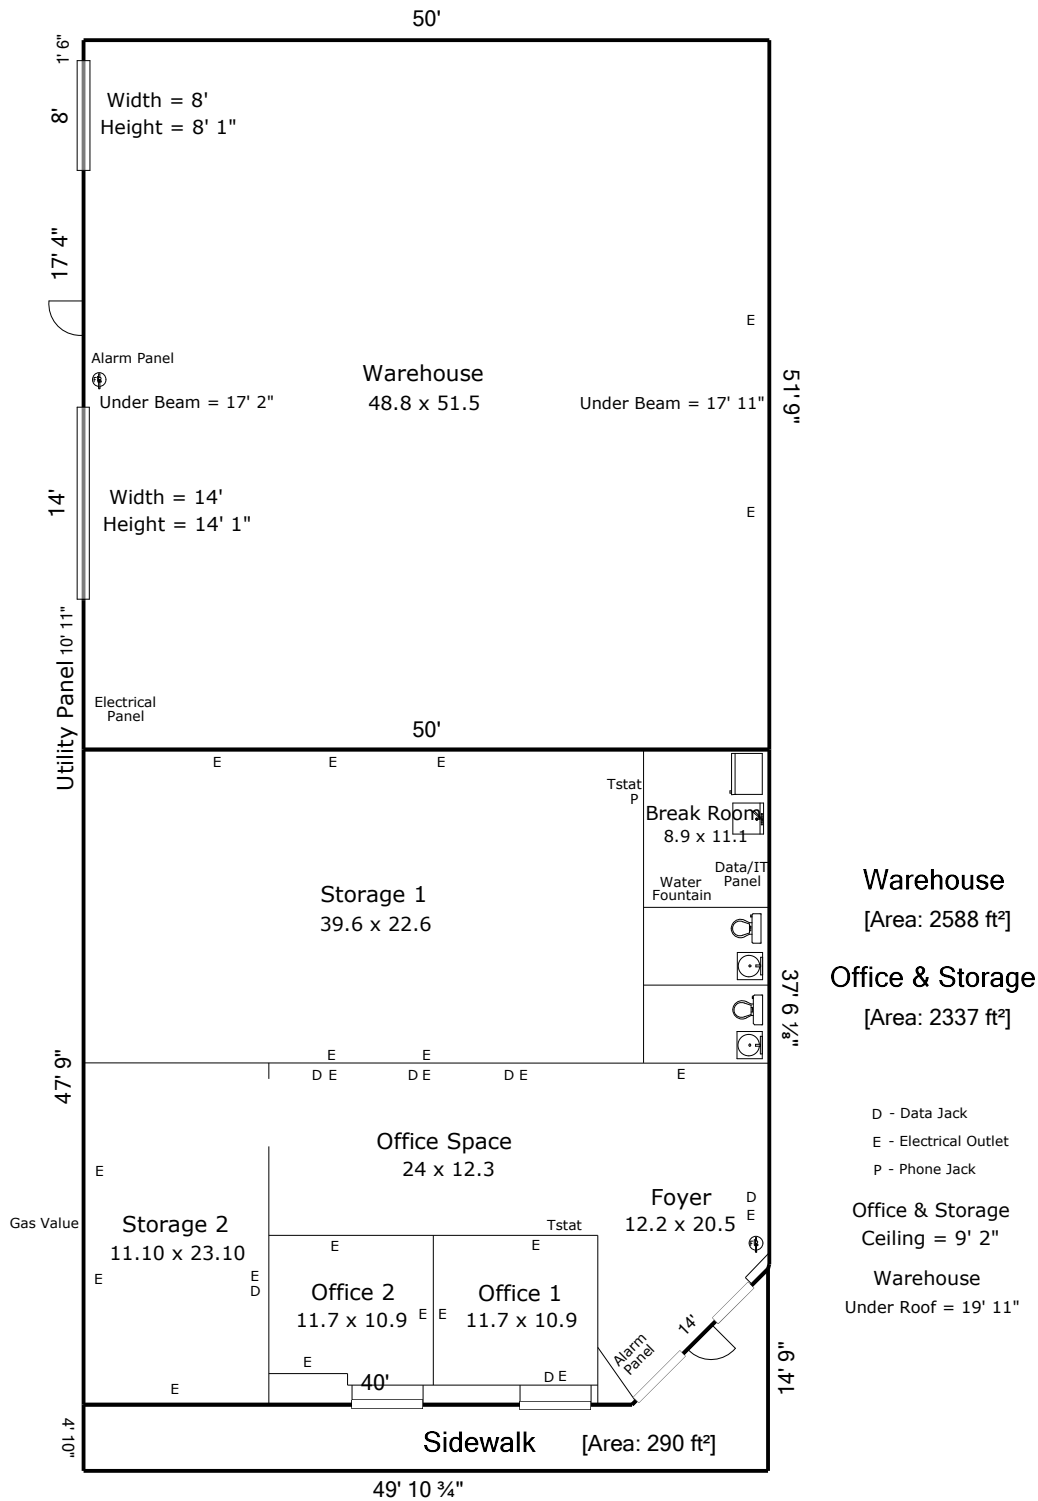 50'
1' 6"
8'
Width = 8'
Height = 8' 1"
17' 4"
E
Alarm Panel
Under Beam = 17' 2"
Warehouse
48.8 x 51.5
Under Beam = 17' 11"
51' 9"
14'
Width = 14'
Height = 14' 1"
E
10' 11"
Utility Panel
Electrical
Panel
50'
E E E
Tstat
P
Break Room
8.9 x 11.1
Data/IT
Panel
Water
Fountain
Storage 1
39.6 x 22.6
Warehouse
[Area: 2588 ft²]
Office & Storage
[Area: 2337 ft²]
37' 6 ⅛"
47' 9"
E E
D E D E D E E
Office Space
24 x 12.3
E
D - Data Jack
E - Electrical Outlet
P - Phone Jack
Foyer
12.2 x 20.5
D
E
Gas Value
Storage 2
11.10 x 23.10
Tstat
E E
Office & Storage
Ceiling = 9' 2"
E
E
D
Office 2
11.7 x 10.9
E E
Office 1
11.7 x 10.9
Warehouse
Under Roof = 19' 11"
14'
Alarm
Panel
E
D E
E
40'
14' 9"
4' 10"
Sidewalk
[Area: 290 ft²]
49' 10 ¾"